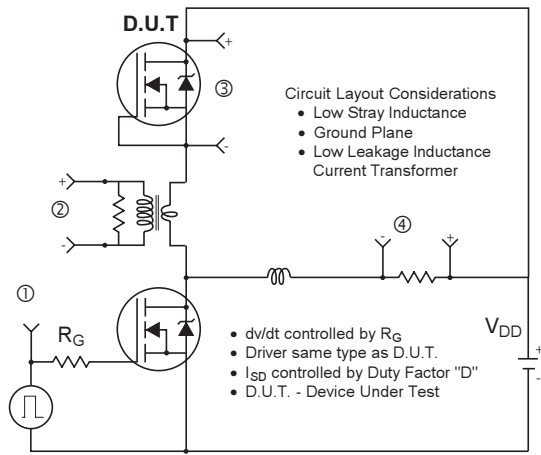 D.U.T
+
③
-
Circuit Layout Considerations
• Low Stray Inductance
• Ground Plane
• Low Leakage Inductance
Current Transformer
+
②
-
④
-
+
①
RG
VDD
+
-
• dv/dt controlled by RG
• Driver same type as D.U.T.
• ISD controlled by Duty Factor "D"
• D.U.T. - Device Under Test